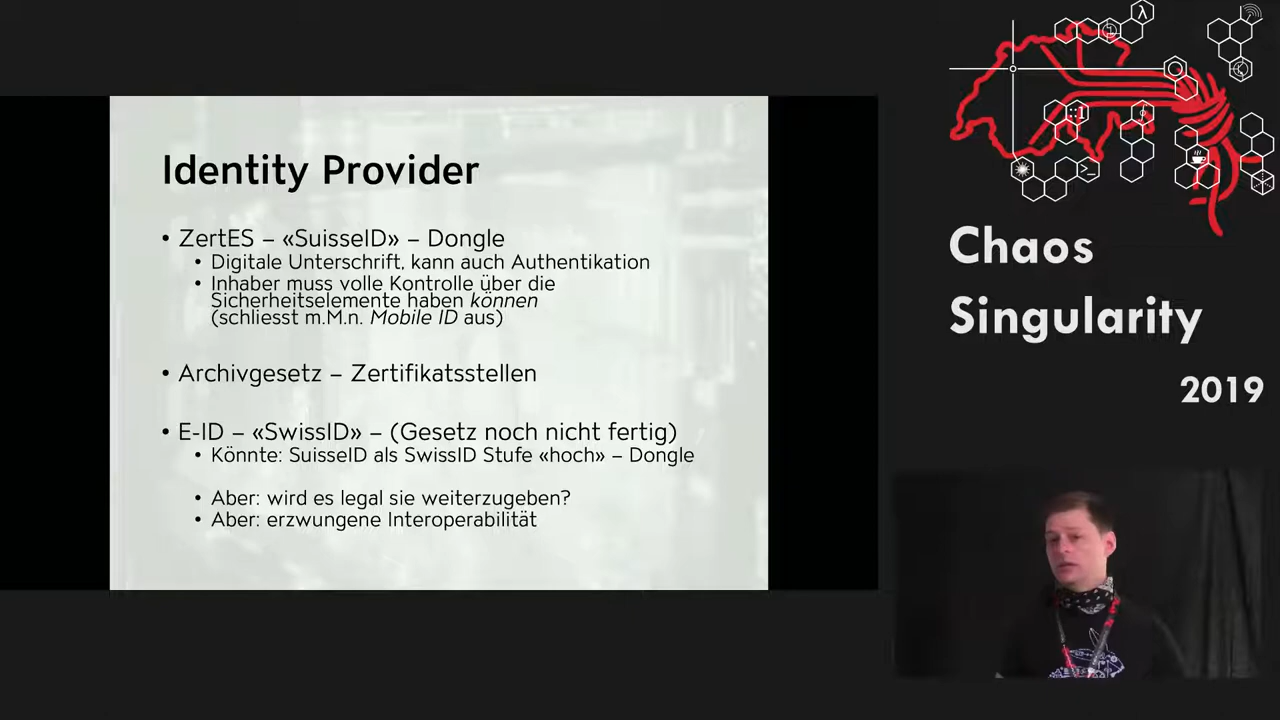 Identity Provider
• ZertES – «SuisseID» – Dongle
• Digitale Unterschrift, kann auch Authentikation
• Inhaber muss volle Kontrolle über die
Sicherheitselemente haben können
(schliesst m.M.n. Mobile ID aus)
• Archivgesetz – Zertifikatsstellen
• E-ID – «SwissID» – (Gesetz noch nicht fertig)
• Könnte: SuisseID als SwissID Stufe «hoch» – Dongle
• Aber: wird es legal sie weiterzugeben?
• Aber: erzwungene Interoperabilität
Chaos
Singularity
2019